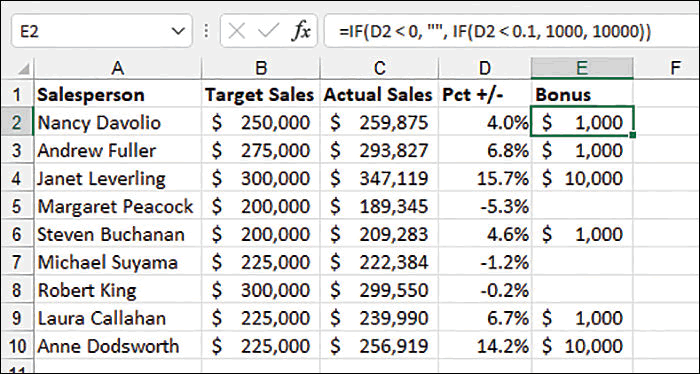 E2 fx =IF(D2 < 0, "", IF(D2 < 0.1, 1000, 10000))
A B C D E F
1 Salesperson Target Sales Actual Sales Pct +/- Bonus
2 Nancy Davolio $ 250,000 $ 259,875 4.0% $ 1,000
3 Andrew Fuller $ 275,000 $ 293,827 6.8% $ 1,000
4 Janet Leverling $ 300,000 $ 347,119 15.7% $ 10,000
5 Margaret Peacock $ 200,000 $ 189,345 -5.3%
6 Steven Buchanan $ 200,000 $ 209,283 4.6% $ 1,000
7 Michael Suyama $ 225,000 $ 222,384 -1.2%
8 Robert King $ 300,000 $ 299,550 -0.2%
9 Laura Callahan $ 225,000 $ 239,990 6.7% $ 1,000
10 Anne Dodsworth $ 225,000 $ 256,919 14.2% $ 10,000
11